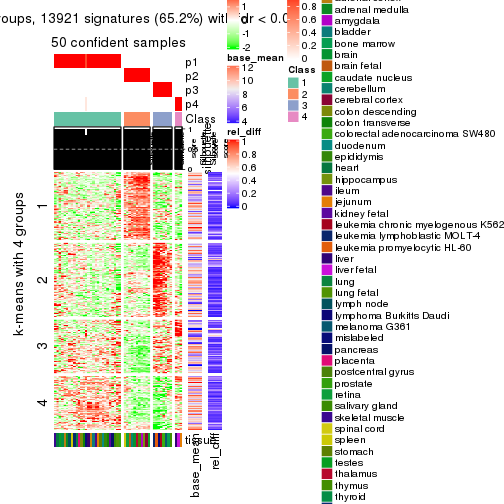 oups, 13921 signatures (65.2%) with
fdr < 0.0
50 confident samples
p1
p2
p3
p4
Class
1
0.5
0
silhouette
score
k-means with 4 groups
1
2
3
4
tissue
base_mean
rel_diff
1
0
-1
-2
base_mean
12
10
8
6
4
rel_diff
0.8
0.6
0.4
0.2
0
0.8
0.6
0.4
0.2
0
Class
1
2
3
4
adrenal medulla
amygdala
bladder
bone marrow
brain
brain fetal
caudate nucleus
cerebellum
cerebral cortex
colon descending
colon transverse
colorectal adenocarcinoma SW480
duodenum
epididymis
heart
hippocampus
ileum
jejunum
kidney fetal
leukemia chronic myelogenous K562
leukemia lymphoblastic MOLT-4
leukemia promyelocytic HL-60
liver
liver fetal
lung
lung fetal
lymph node
lymphoma Burkitts Daudi
melanoma G361
mislabeled
pancreas
placenta
postcentral gyrus
prostate
retina
salivary gland
skeletal muscle
spinal cord
spleen
stomach
testes
thalamus
thymus
thyroid